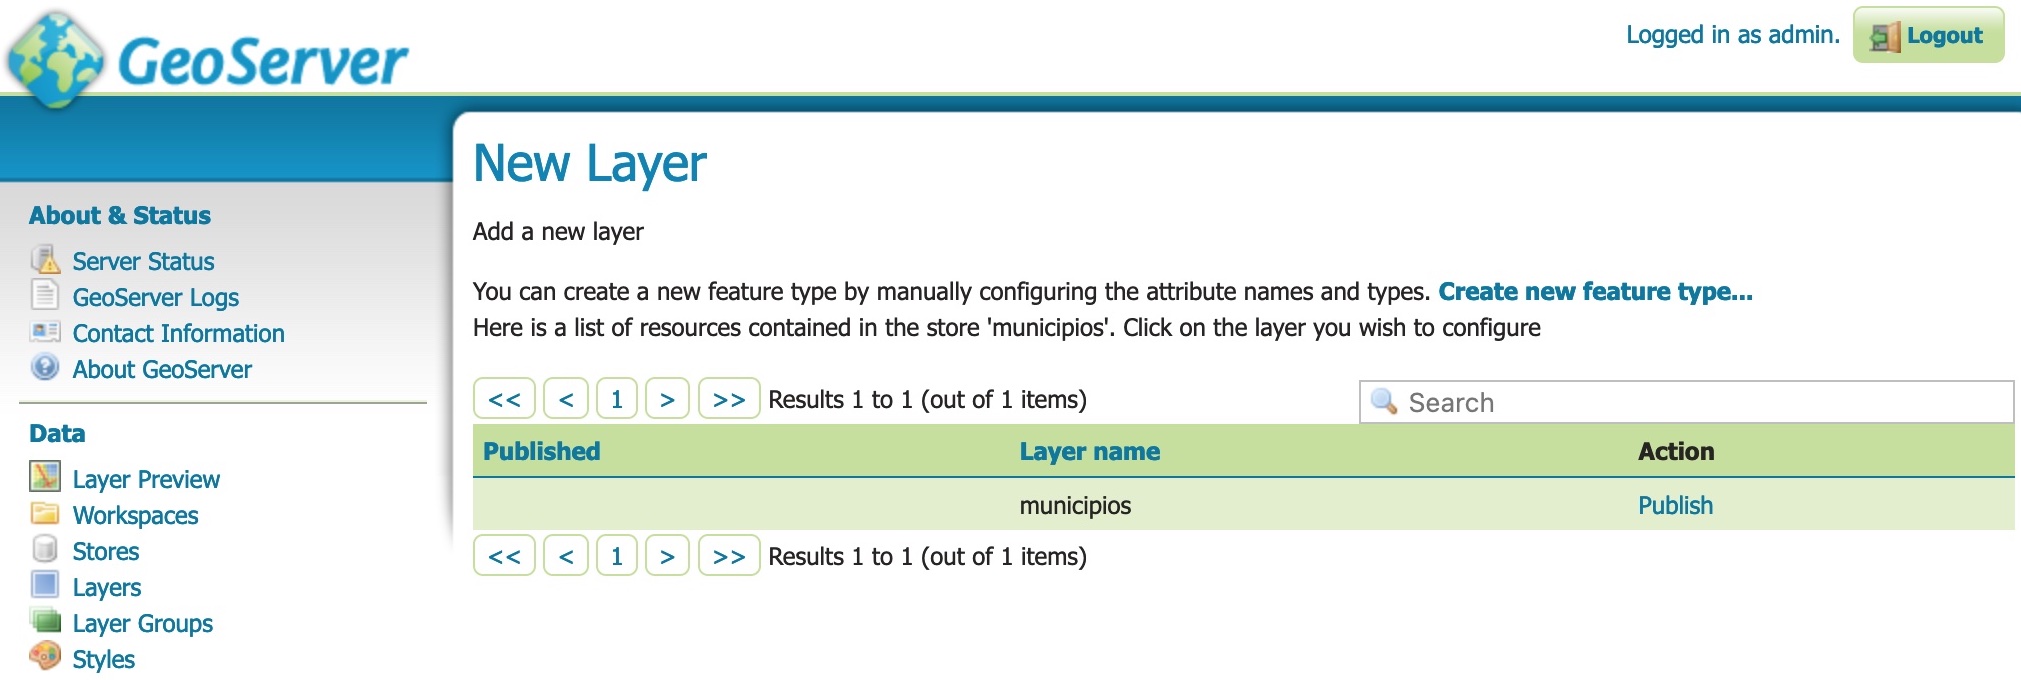 GeoServer
Logged in as admin.
Logout
New Layer
Add a new layer
You can create a new feature type by manually configuring the attribute names and types. Create new feature type...
Here is a list of resources contained in the store 'municipios'. Click on the layer you wish to configure
<< < 1 > >> Results 1 to 1 (out of 1 items)
Search
Published Layer name Action
municipios Publish
<< < 1 > >> Results 1 to 1 (out of 1 items)
About & Status
Server Status
GeoServer Logs
Contact Information
About GeoServer
Data
Layer Preview
Workspaces
Stores
Layers
Layer Groups
Styles